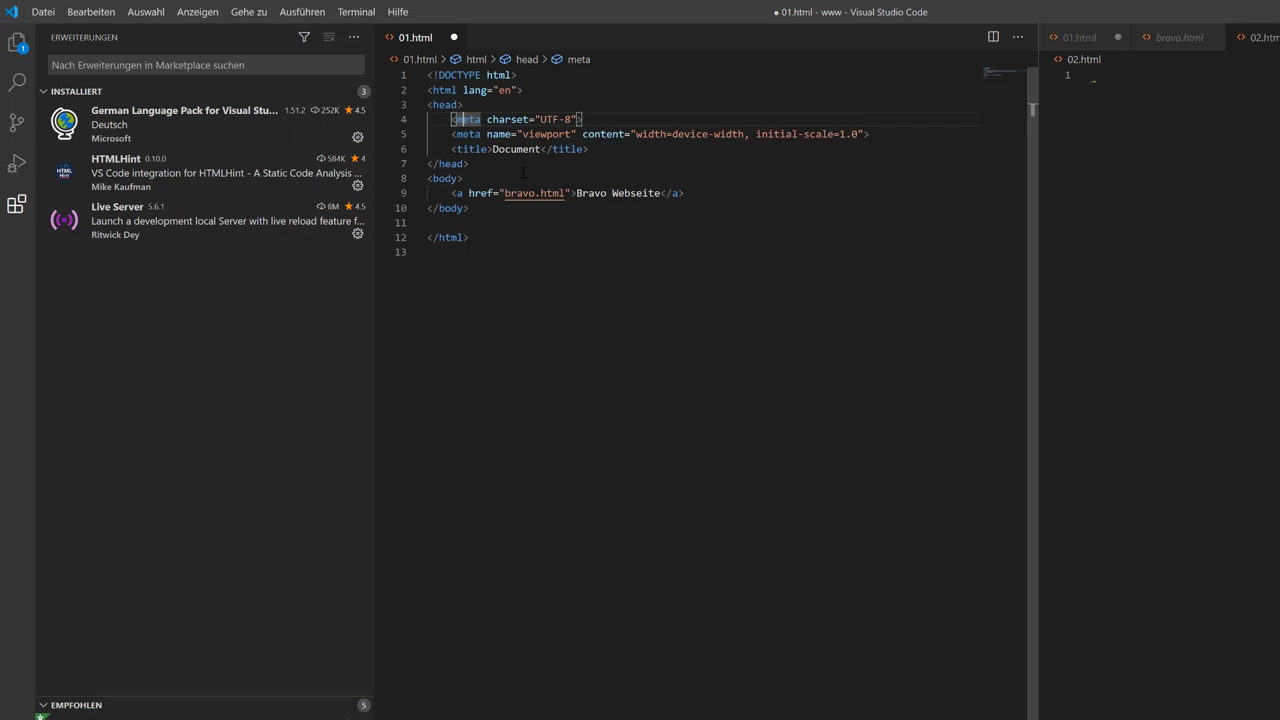 Datei Bearbeiten Auswahl Anzeigen Gehe zu Ausführen Terminal Hilfe
● 01.html - www - Visual Studio Code
1
ERWEITERUNGEN
Nach Erweiterungen in Marketplace suchen
INSTALLIERT 3
German Language Pack for Visual Stu... 1.51.2 252K 4.5
Deutsch
Microsoft
HTMLHint 0.10.0 584K 4
VS Code integration for HTMLHint - A Static Code Analysis ...
Mike Kaufman
Live Server 5.6.1 8M 4.5
Launch a development local Server with live reload feature f...
Ritwick Dey
EMPFOHLEN 5
01.html
01.html > html > head > meta
1 <!DOCTYPE html>
2 <html lang="en">
3 <head>
4 <meta charset="UTF-8">
5 <meta name="viewport" content="width=device-width, initial-scale=1.0">
6 <title>Document</title>
7 </head>
8 <body>
9 <a href="bravo.html">Bravo Webseite</a>
10 </body>
11
12 </html>
13
01.html bravo.html 02.htm
02.html
1